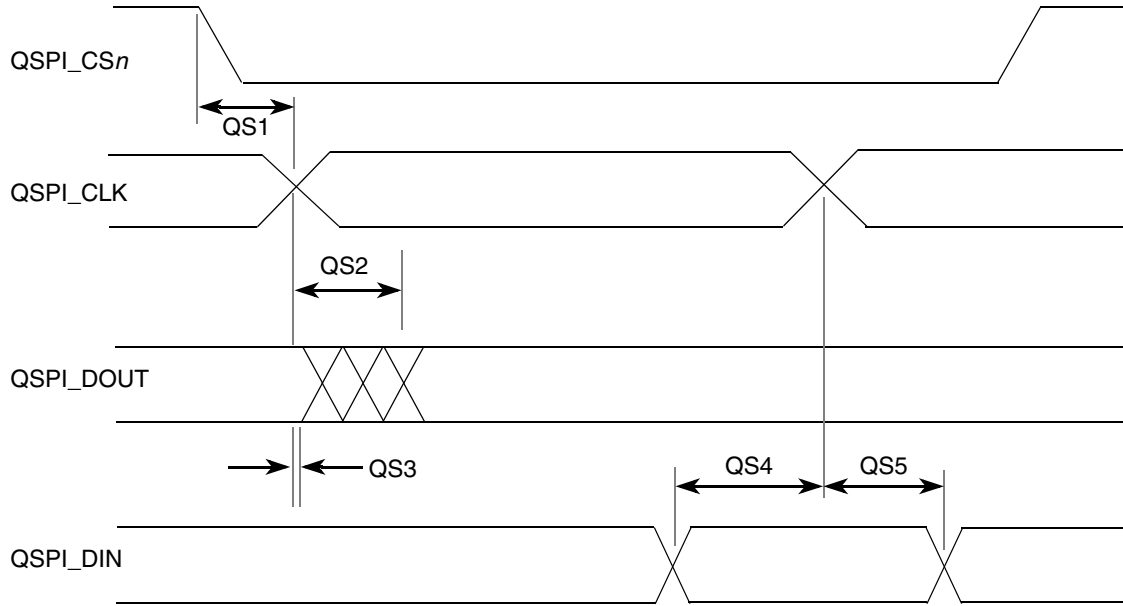 QSPI_CSn
QS1
QSPI_CLK
QS2
QSPI_DOUT
QS3
QS4
QS5
QSPI_DIN